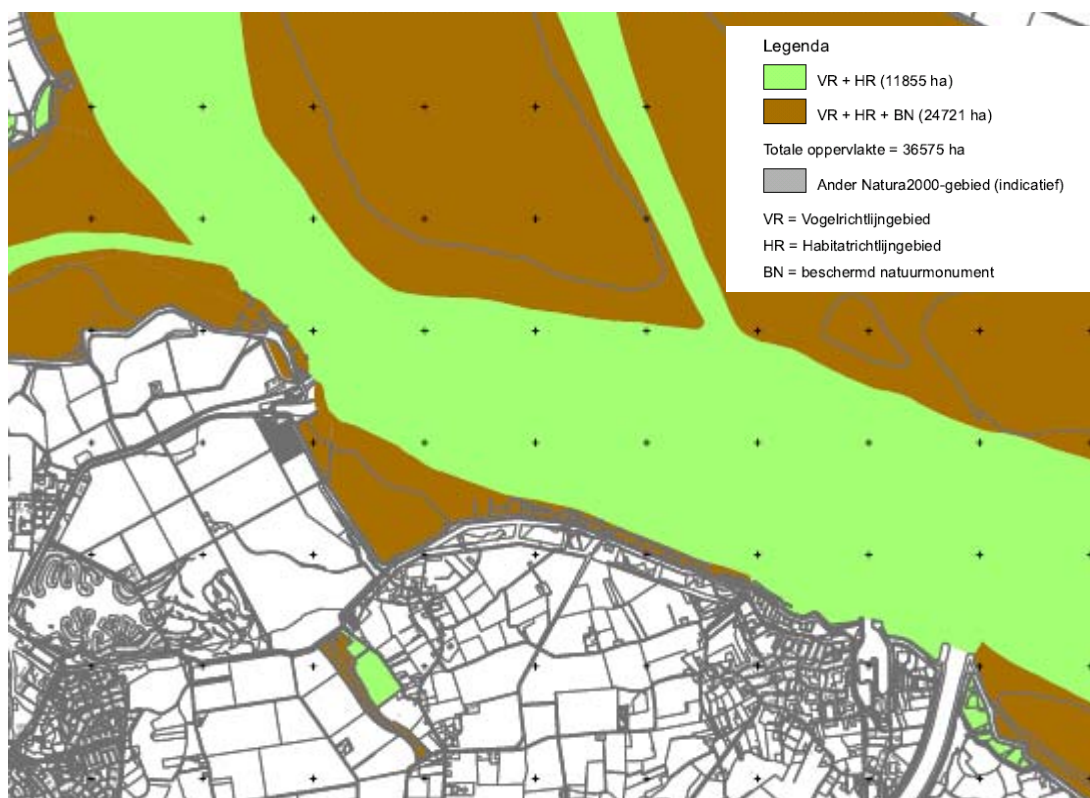 Legenda
VR + HR (11855 ha)
VR + HR + BN (24721 ha)
Totale oppervlakte = 36575 ha
Ander Natura2000-gebied (indicatief)
VR = Vogelrichtlijngebied
HR = Habitatrichtlijngebied
BN = beschermd natuurmonument